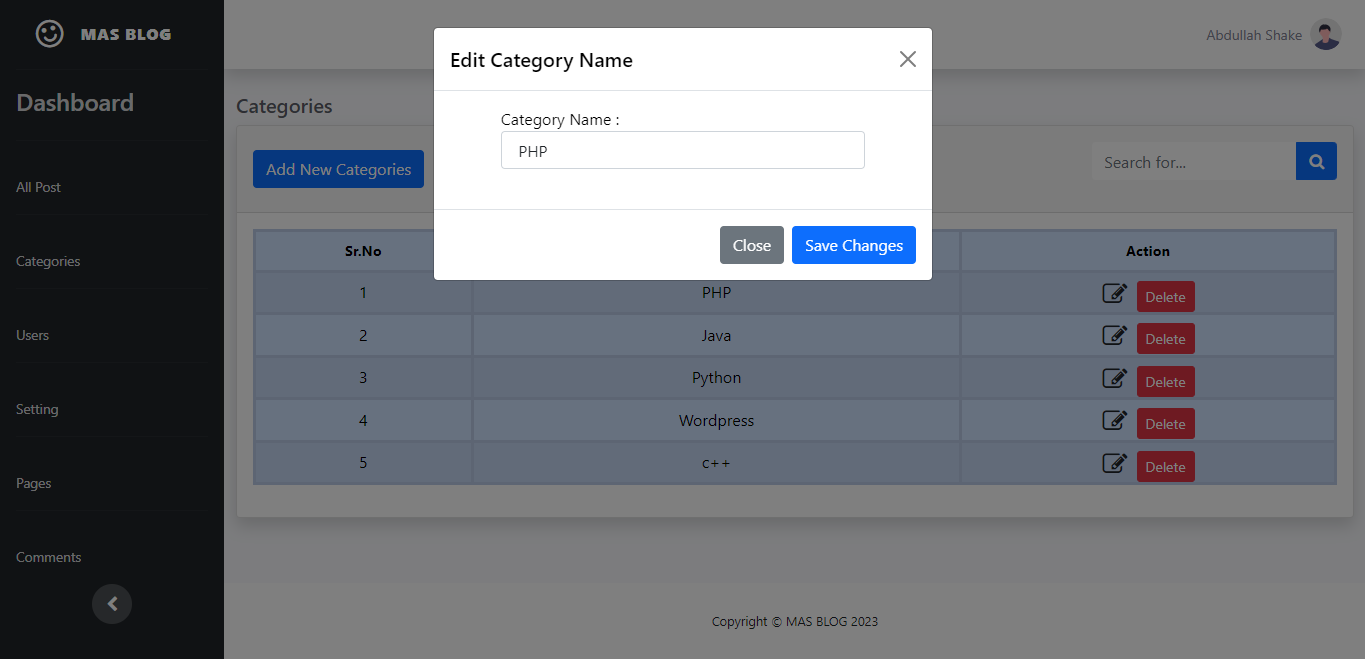 MAS BLOG
Dashboard
All Post
Categories
Users
Setting
Pages
Comments
Abdullah Shake
Categories
Add New Categories
Search for...
Edit Category Name
Category Name :
PHP
Close
Save Changes
Sr.No Action
1 PHP Delete
2 Java Delete
3 Python Delete
4 Wordpress Delete
5 c++ Delete
Copyright © MAS BLOG 2023